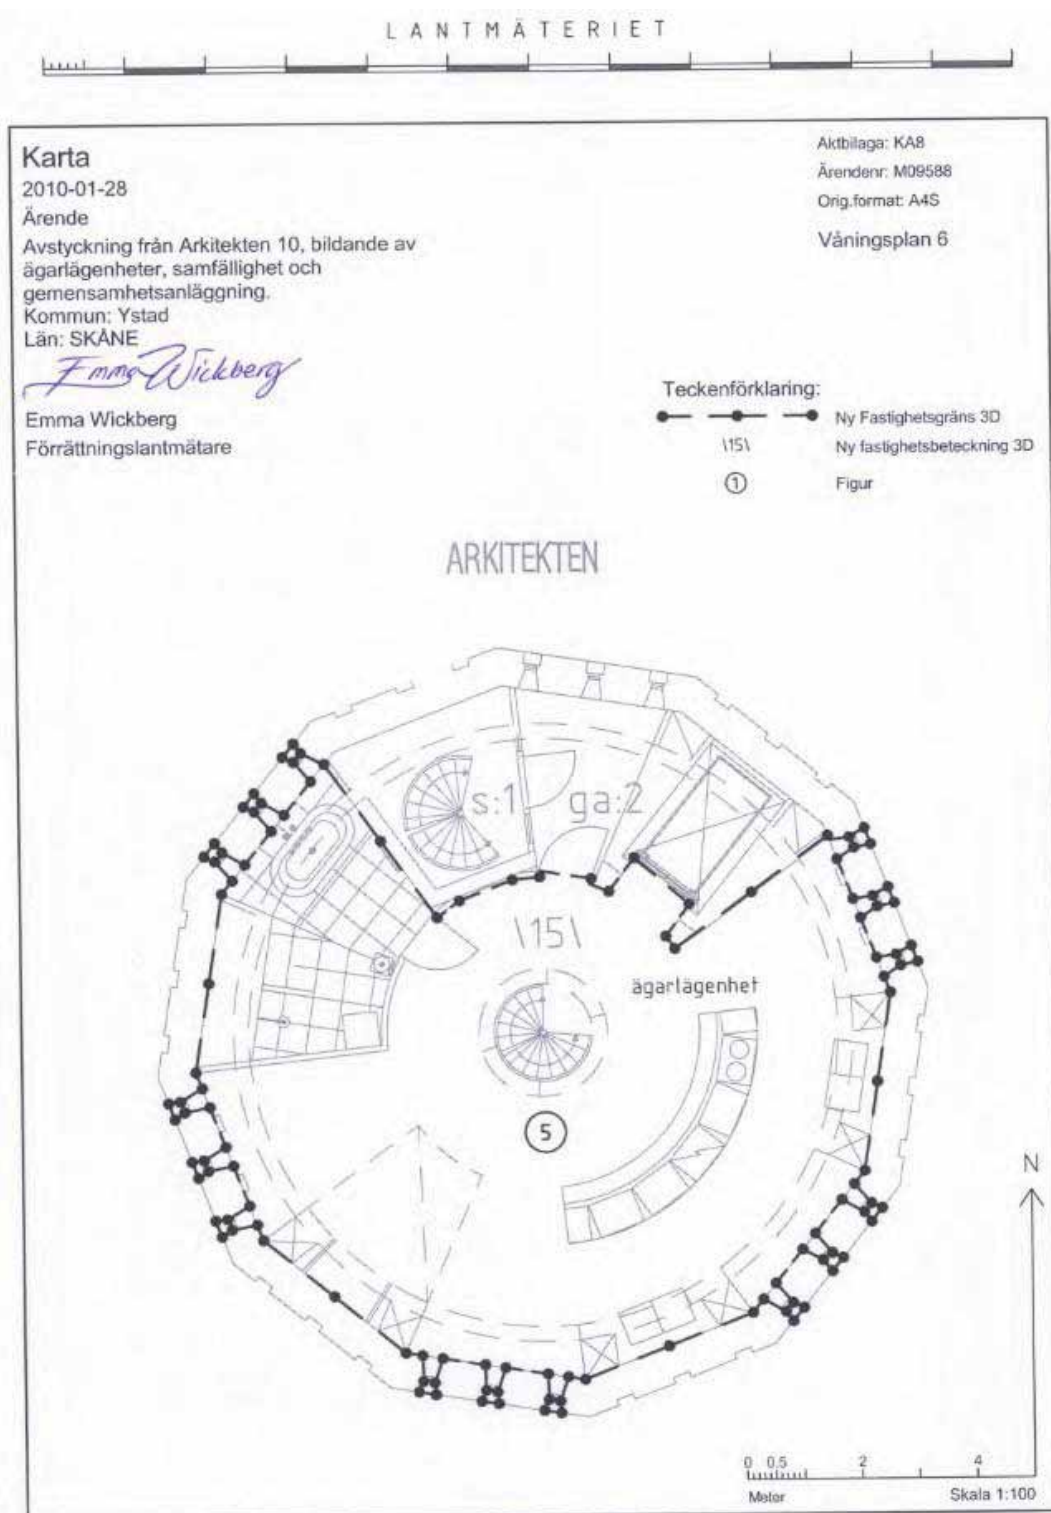 LANTMÄTERIET
Karta
2010-01-28
Ärende
Avstyckning från Arkitekten 10, bildande av
ägarlägenheter, samfällighet och
gemensamhetsanläggning.
Kommun: Ystad
Län: SKÅNE
Emma Wickberg
Emma Wickberg
Förrättningslantmätare
Aktbilaga: KA8
Ärendenr: M09588
Orig.format: A4S
Våningsplan 6
Teckenförklaring:
Ny Fastighetsgräns 3D
\15\ Ny fastighetsbeteckning 3D
1 Figur
ARKITEKTEN
s:1 ga:2
\15\
ägarlägenhet
5
N
0 0.5 2 4
Meter Skala 1:100